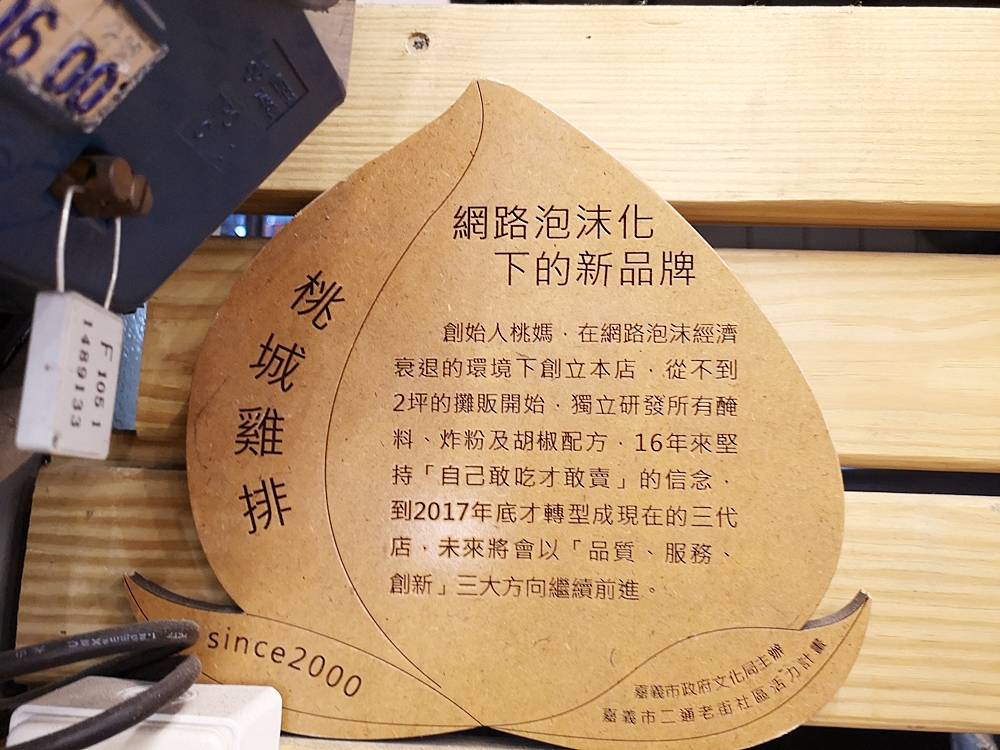 網路泡沫化
下的新品牌
桃城雞排
創始人桃媽，在網路泡沫經濟
衰退的環境下創立本店，從不到
2坪的攤販開始，獨立研發所有醃
料、炸粉及胡椒配方，16年來堅
持「自己敢吃才敢賣」的信念，
到2017年底才轉型成現在的三代
店，未來將會以「品質、服務、
創新」三大方向繼續前進。
since2000
嘉義市政府文化局主辦
嘉義市二通老街社區活力計畫
F 105 1
1489133